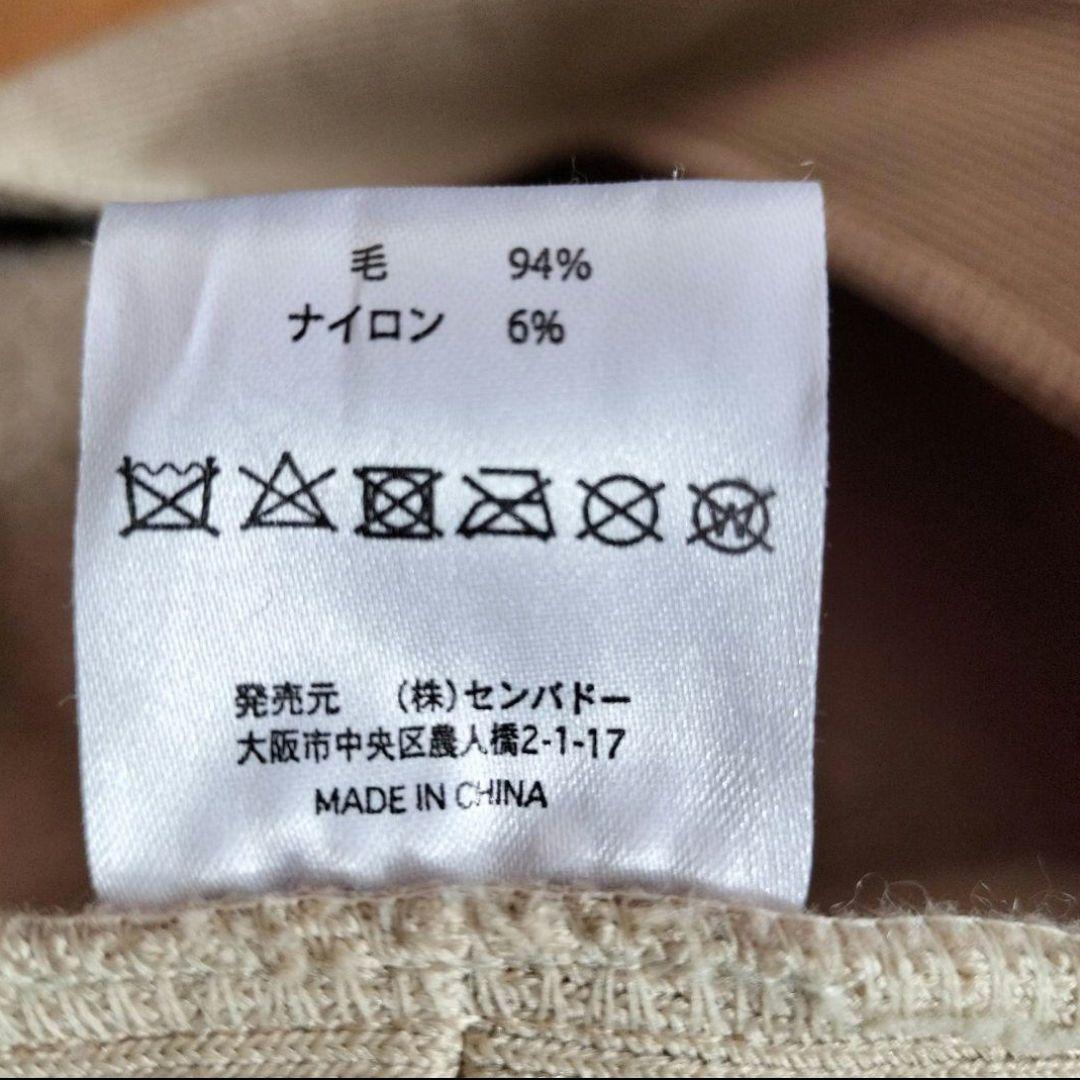 毛 94%
ナイロン 6%
W
発売元 (株)センバドー
大阪市中央区農人橋2-1-17
MADE IN CHINA